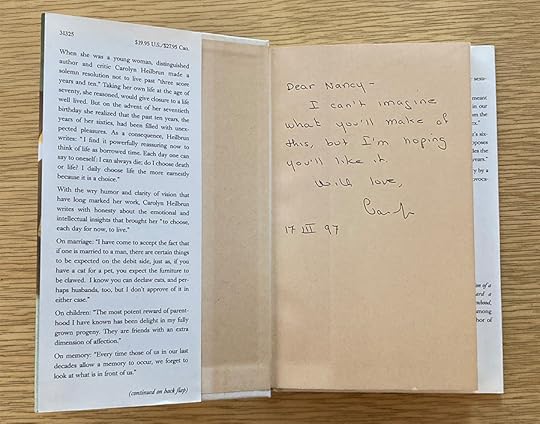 31325
$19.95 U.S./$27.95 Can.
When she was a young woman, distinguished
author and critic Carolyn Heilbrun made a
solemn resolution not to live past "three score
years and ten." Taking her own life at the age of
seventy, she reasoned, would give closure to a life
well lived. But on the advent of her seventieth
birthday she realized that the past ten years, the
years of her sixties, had been filled with unex-
pected pleasures. As a consequence, Heilbrun
writes: "I find it powerfully reassuring now to
think of life as borrowed time. Each day one can
say to oneself: I can always die; do I choose death
or life? I daily choose life the more earnestly
because it is a choice."
With the wry humor and clarity of vision that
have long marked her work, Carolyn Heilbrun
writes with honesty about the emotional and
intellectual insights that brought her "to choose,
each day for now, to live."
On marriage: "I have come to accept the fact that
if one is married to a man, there are certain things
to be expected on the debit side, just as, if you
have a cat for a pet, you expect the furniture to
be clawed. I know you can declaw cats, and per-
haps husbands, too, but I don't approve of it in
either case."
On children: "The most potent reward of parent-
hood I have known has been delight in my fully
grown progeny. They are friends with an extra
dimension of affection."
On memory: "Every time those of us in our last
decades allow a memory to occur, we forget to
look at what is in front of us."
(continued on back flap)
Dear Nancy –
I can't imagine
what you'll make of
this, but I'm hoping
you'll like it.
With love,
17 III 97